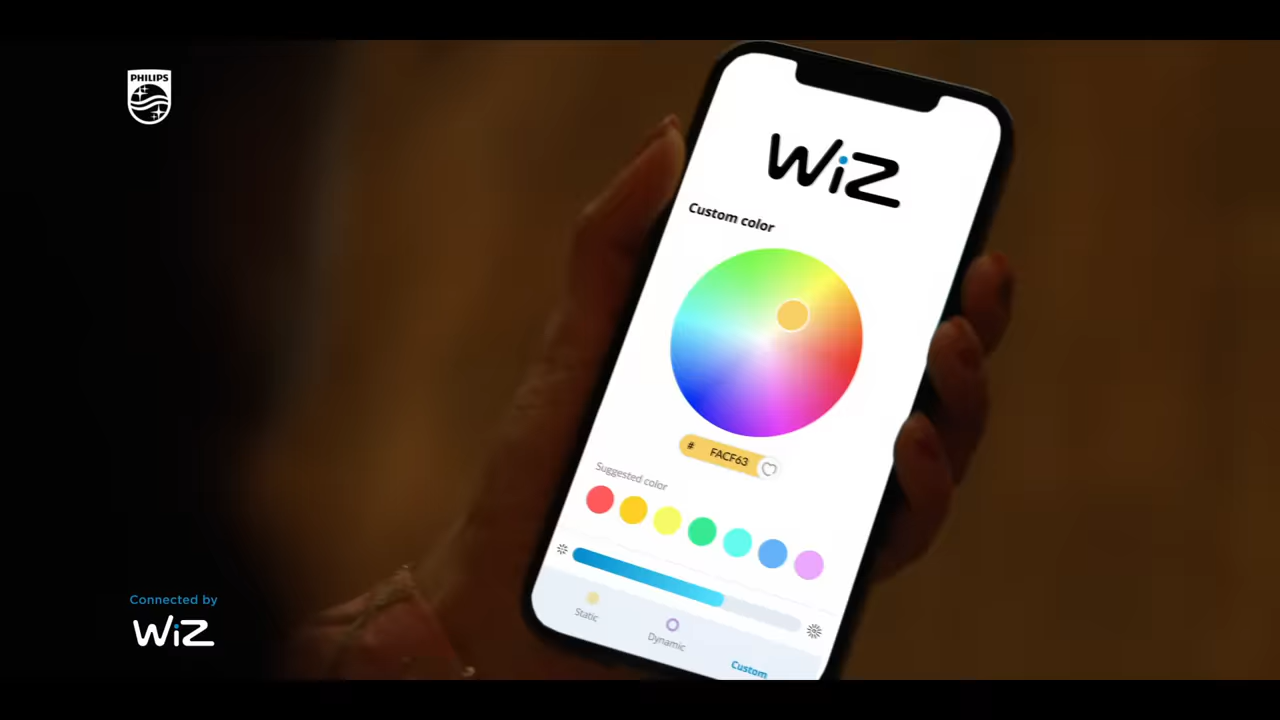 PHILIPS
WiZ
Custom color
# FACF63
Suggested color
Static
Dynamic
Custom
Connected by
WiZ